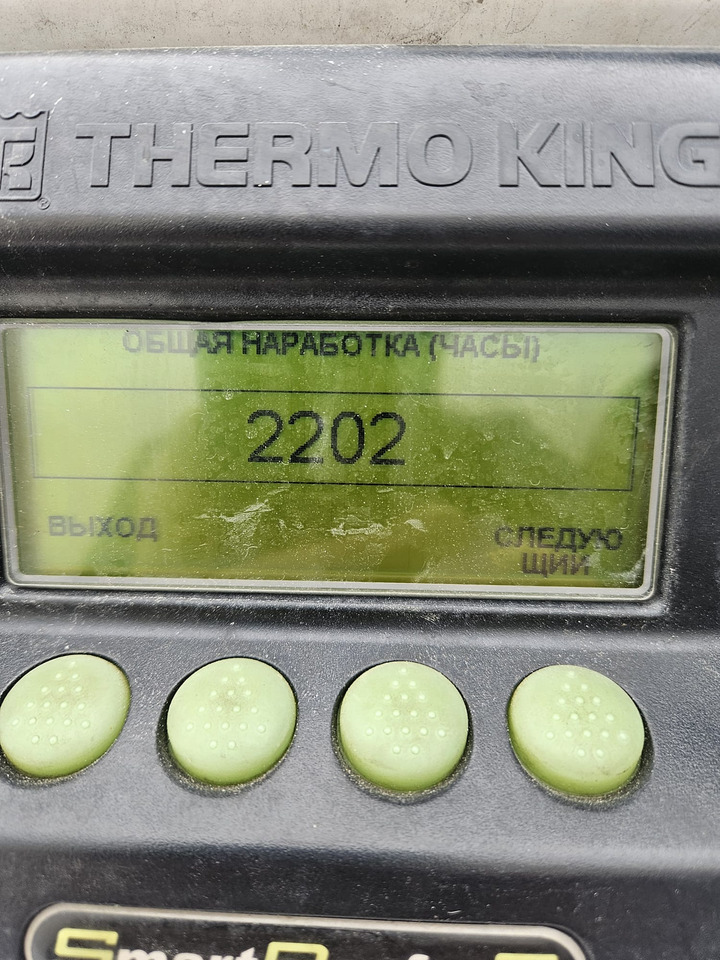 THERMO KING
ОБЩАЯ НАРАБОТКА (ЧАСЫ)
2202
ВЫХОД
СЛЕДУЮ
ЩИЙ